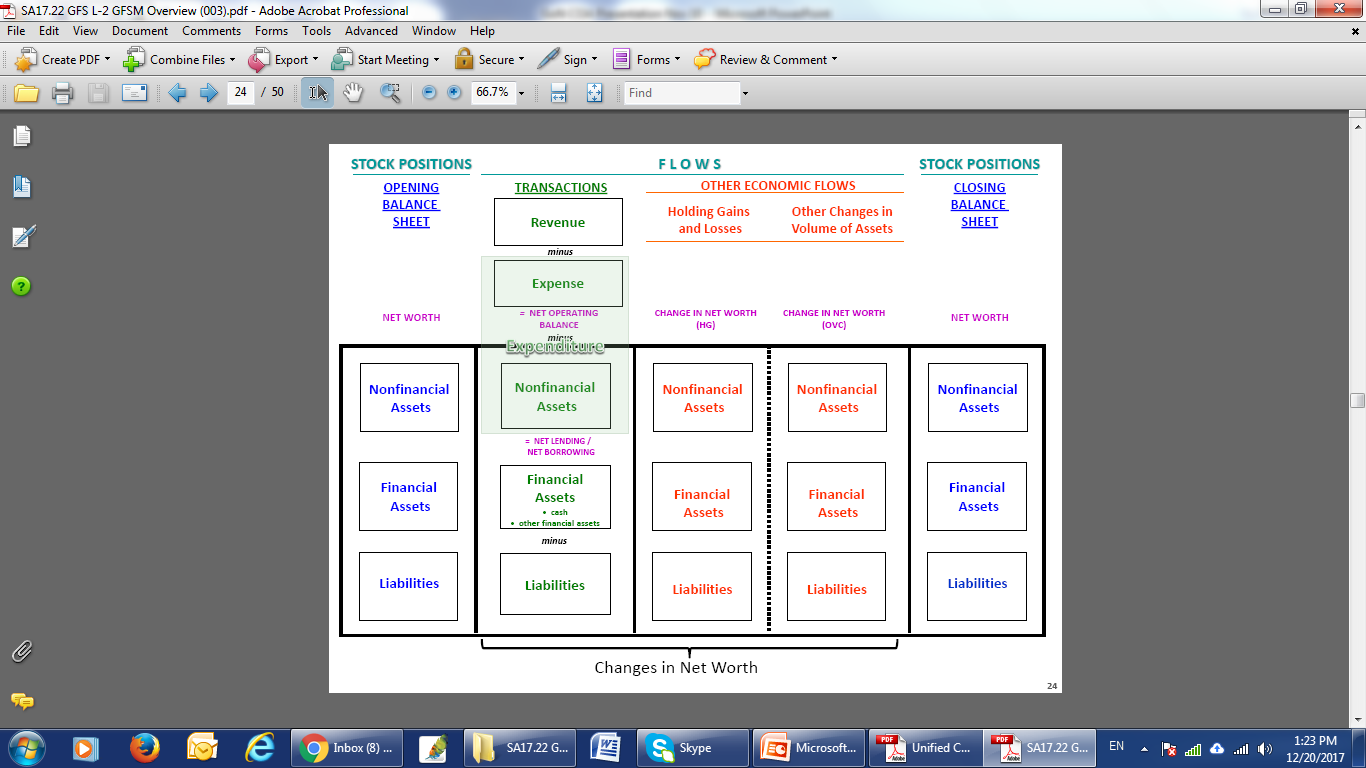 SA17.22 GFS L-2 GFSM Overview (003).pdf - Adobe Acrobat Professional
File Edit View Document Comments Forms Tools Advanced Window Help
Create PDF Combine Files Export Start Meeting Secure Sign Forms Review & Comment
24 / 50 66.7% Find
STOCK POSITIONS F L O W S STOCK POSITIONS
OPENING TRANSACTIONS OTHER ECONOMIC FLOWS CLOSING
BALANCE Holding Gains Other Changes in BALANCE
SHEET Revenue and Losses Volume of Assets SHEET
minus
Expense
NET WORTH = NET OPERATING CHANGE IN NET WORTH CHANGE IN NET WORTH NET WORTH
BALANCE (HG) (OVC)
minus
Expenditure
Nonfinancial Nonfinancial Nonfinancial Nonfinancial Nonfinancial
Assets Assets Assets Assets Assets
= NET LENDING /
NET BORROWING
Financial Financial Financial Financial Financial
Assets Assets Assets Assets Assets
• cash
• other financial assets
minus
Liabilities Liabilities Liabilities Liabilities Liabilities
Changes in Net Worth
24
Inbox (8) ... SA17.22 G... Skype Microsoft... Unified C... SA17.22 G... EN 1:23 PM
12/20/2017